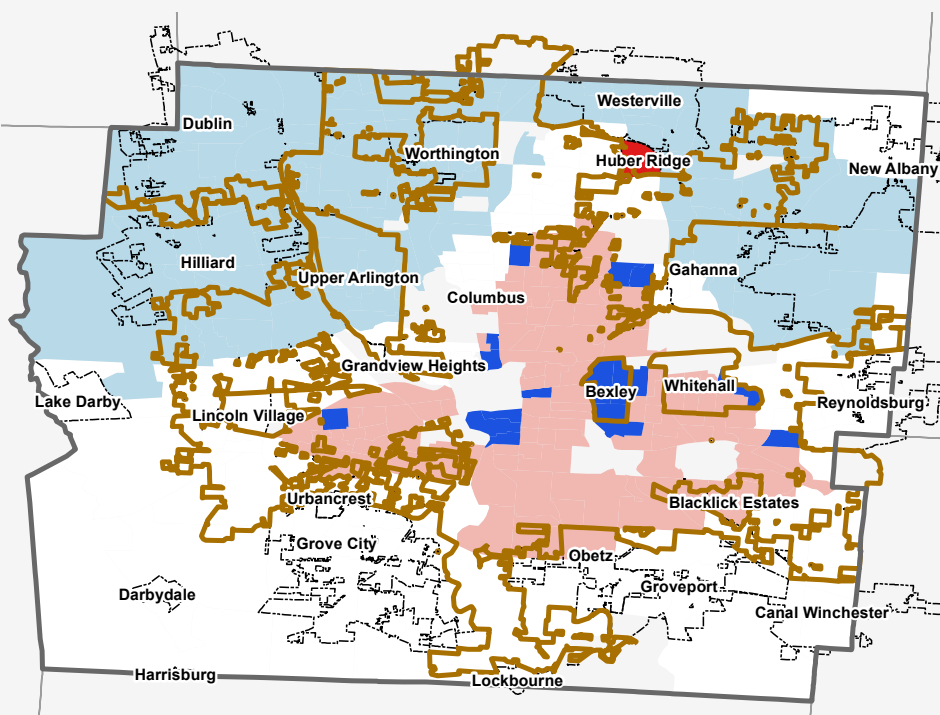 Westerville
Dublin
Worthington
Huber Ridge
New Albany
Hilliard
Gahanna
Upper Arlington
Columbus
Grandview Heights
Whitehall
Bexley
Lake Darby
Reynoldsburg
Lincoln Village
Urbancrest
Blacklick Estates
Grove City
Obetz
Groveport
Darbydale
Canal Winchester
Harrisburg
Lockbourne